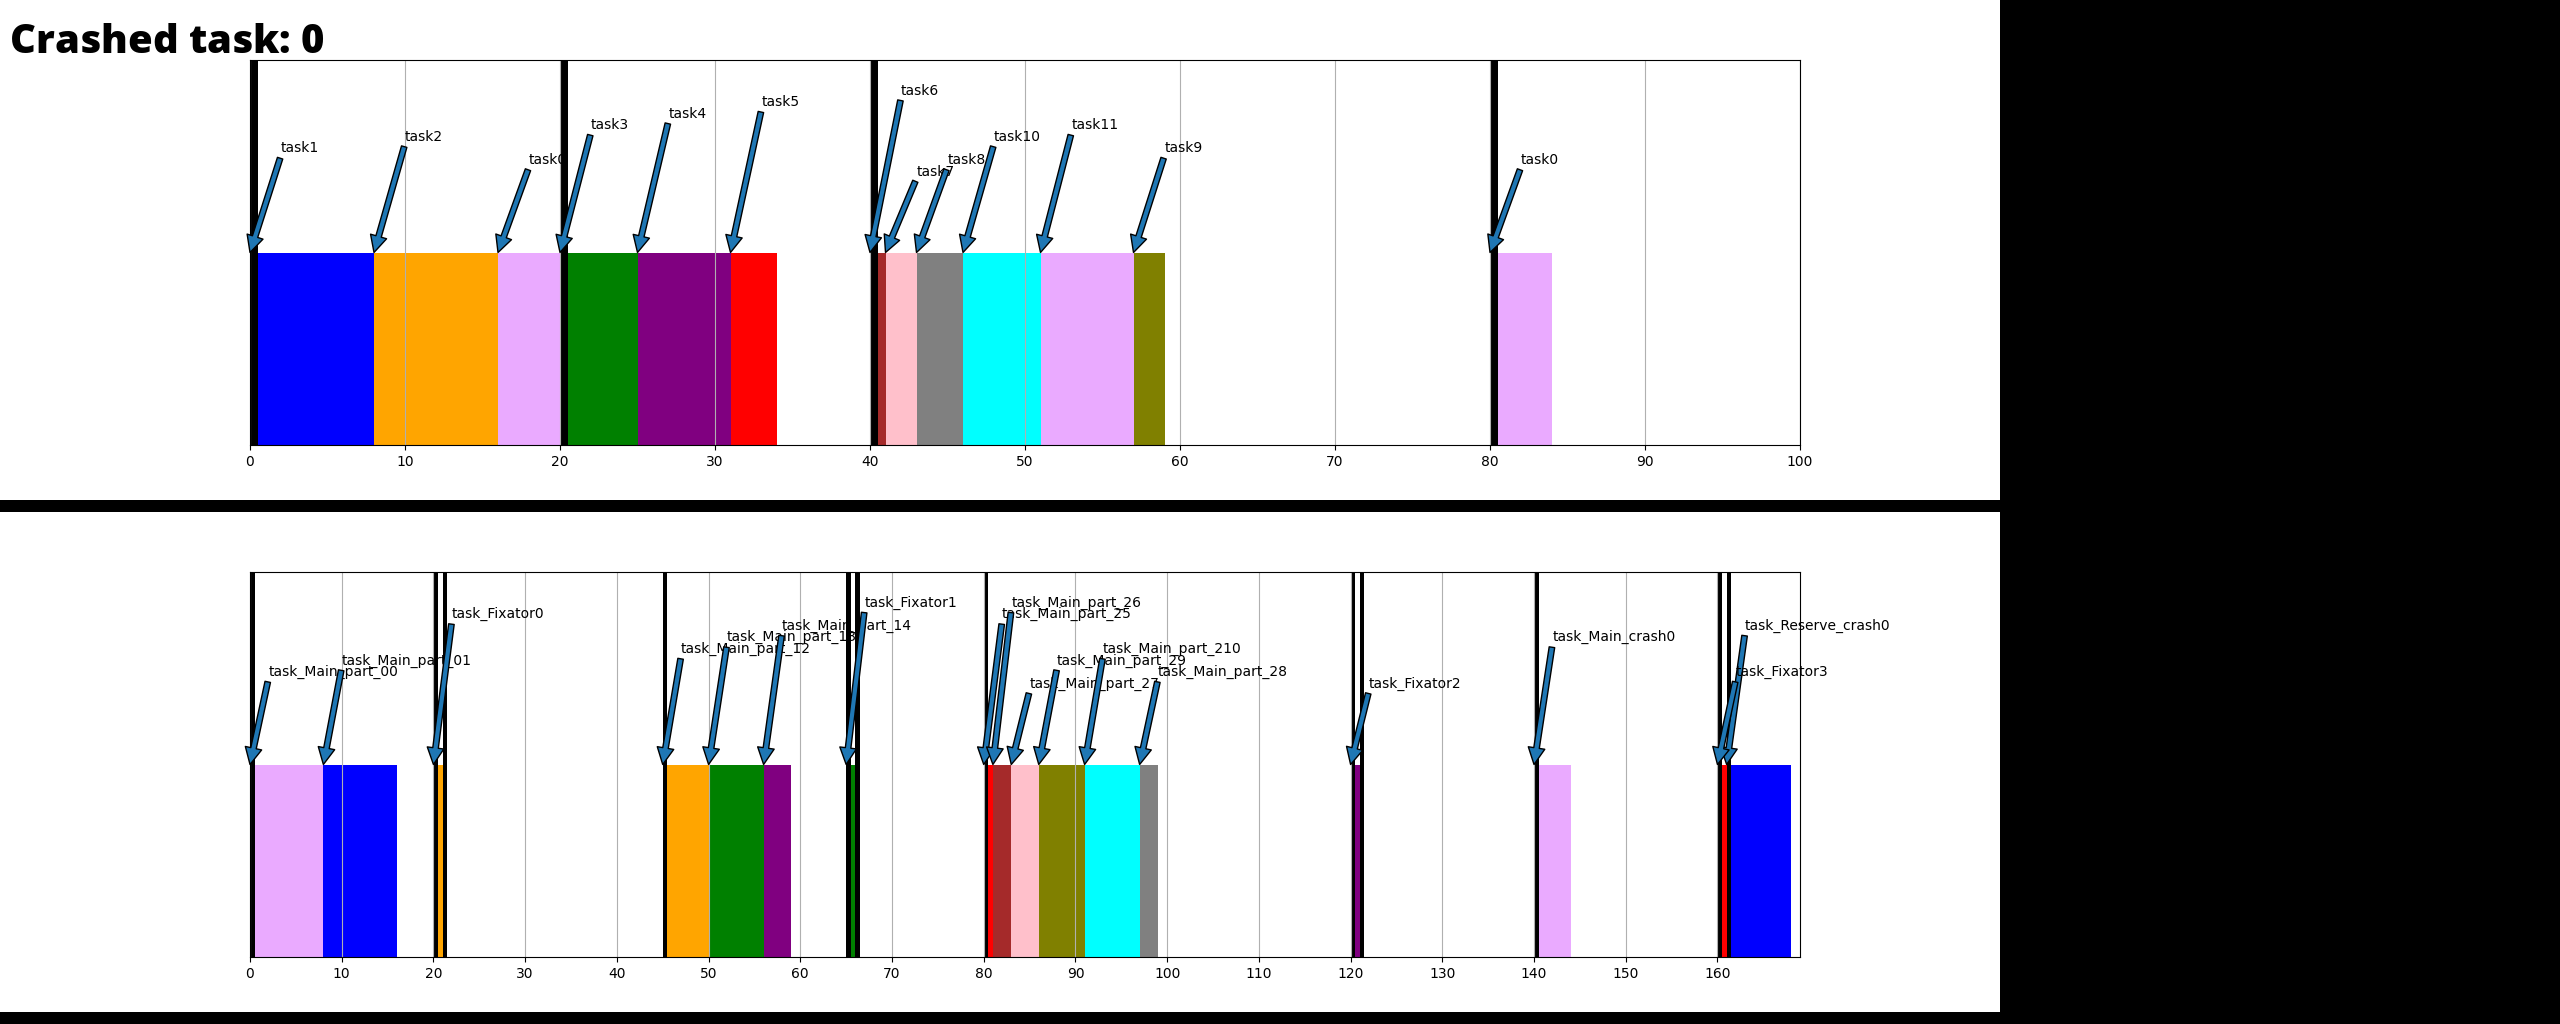 Crashed task: 0
task6
task5
task4
task3
task11
task2
task10
task1
task9
task0
task8
task0
task7
0 10 20 30 40 50 60 70 80 90 100
task_Main_part_26
task_Fixator1
task_Fixator0
task_Main_part_25
task_Main_part_14
task_Reserve_crash0
task_Main_part_13
task_Main_crash0
task_Main_part_12
task_Main_part_210
task_Main_part_01
task_Main_part_29
task_Main_part_00
task_Main_part_28
task_Fixator3
task_Main_part_27
task_Fixator2
0 10 20 30 40 50 60 70 80 90 100 110 120 130 140 150 160